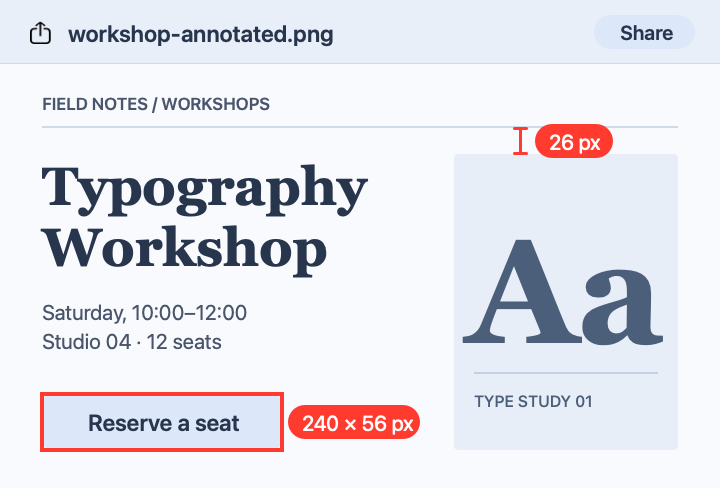 workshop-annotated.png
Share
FIELD NOTES / WORKSHOPS
26 px
Typography
Workshop
Saturday, 10:00–12:00
Studio 04 · 12 seats
Reserve a seat
240 × 56 px
Aa
TYPE STUDY 01